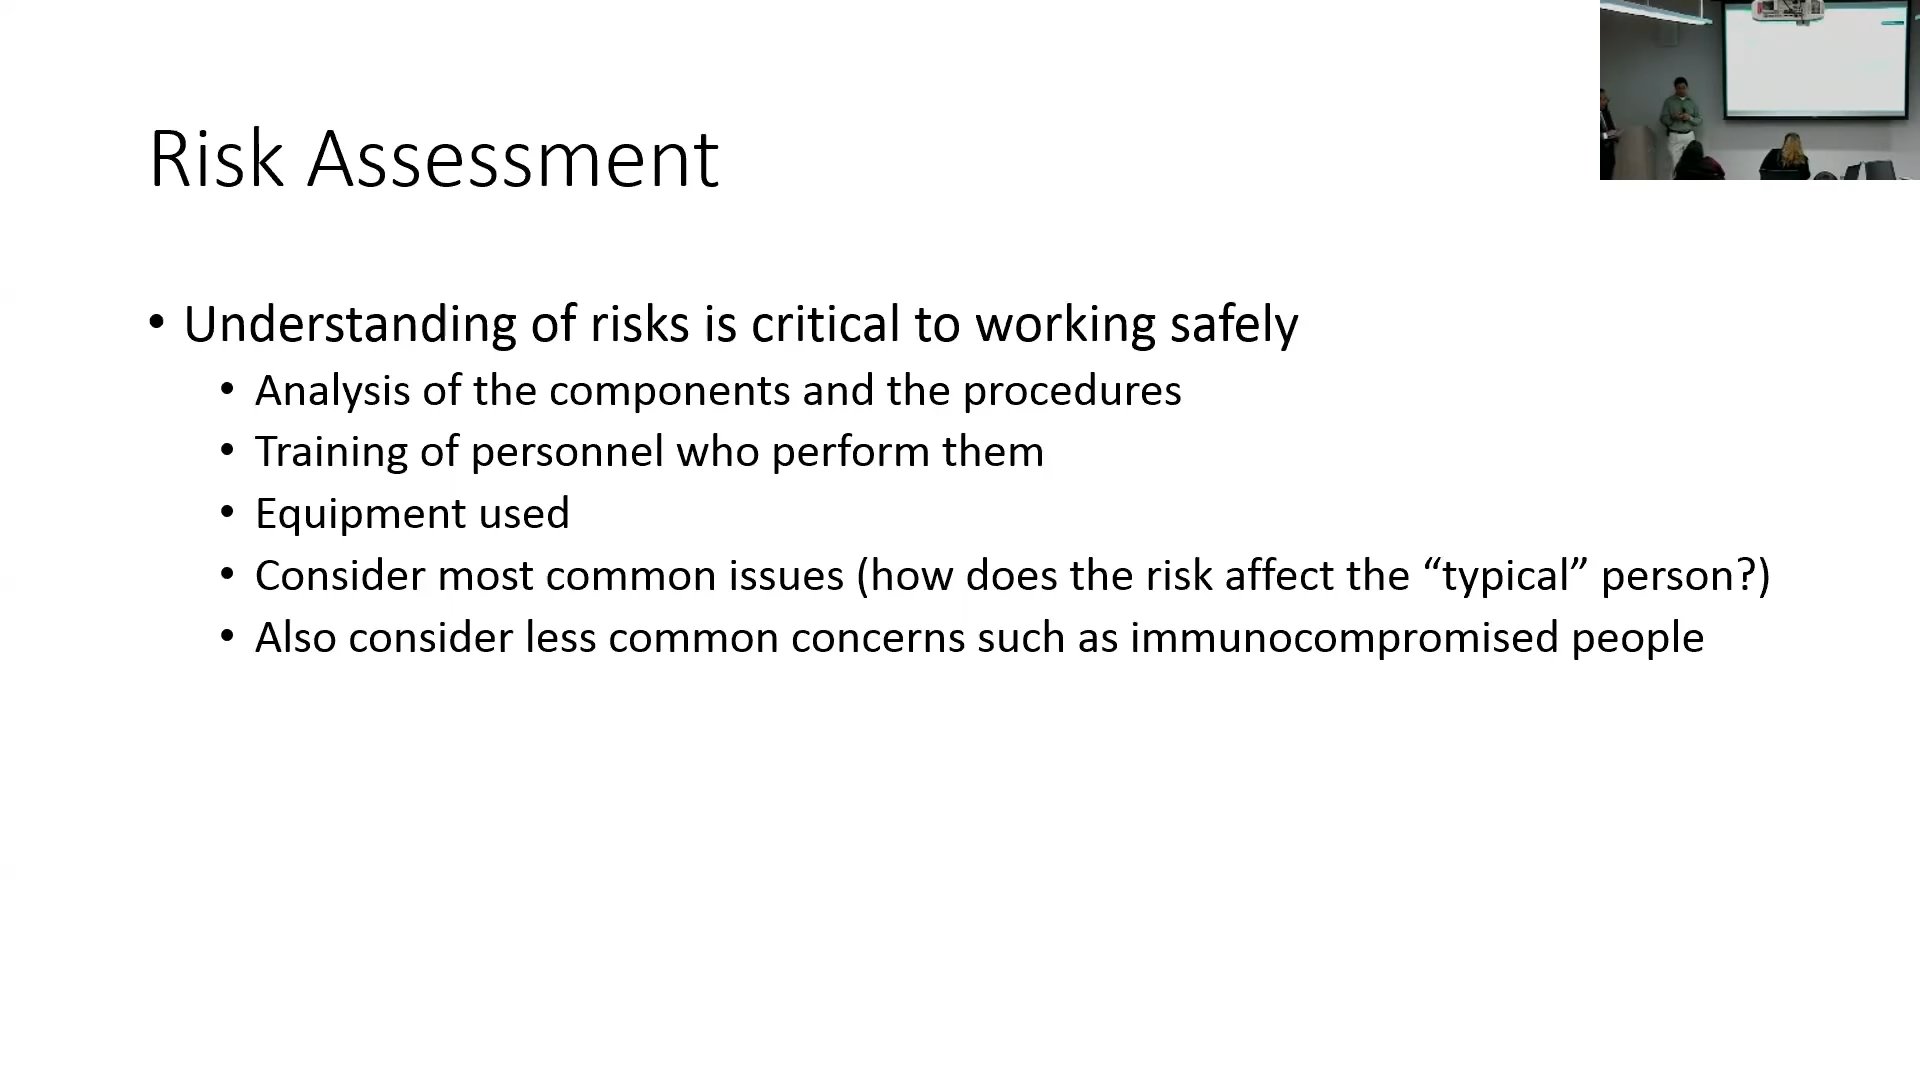 Risk Assessment
• Understanding of risks is critical to working safely
• Analysis of the components and the procedures
• Training of personnel who perform them
• Equipment used
• Consider most common issues (how does the risk affect the “typical” person?)
• Also consider less common concerns such as immunocompromised people